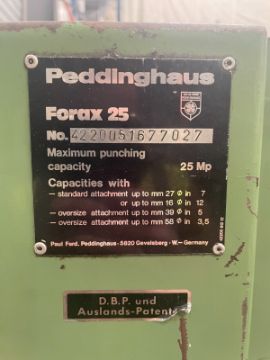 Peddinghaus
Forax 25
No. 4220051677027
Maximum punching
capacity 25 Mp
Capacities with
- standard attachment up to mm 27 Φ in 7
or up to mm 16 Φ in 12
- oversize attachment up to mm 39 Φ in 5
- oversize attachment up to mm 58 Φ in 3,5
Paul Ferd. Peddinghaus - 5820 Gevelsberg - W.- Germany
D.B.P. und
Auslands-Patente